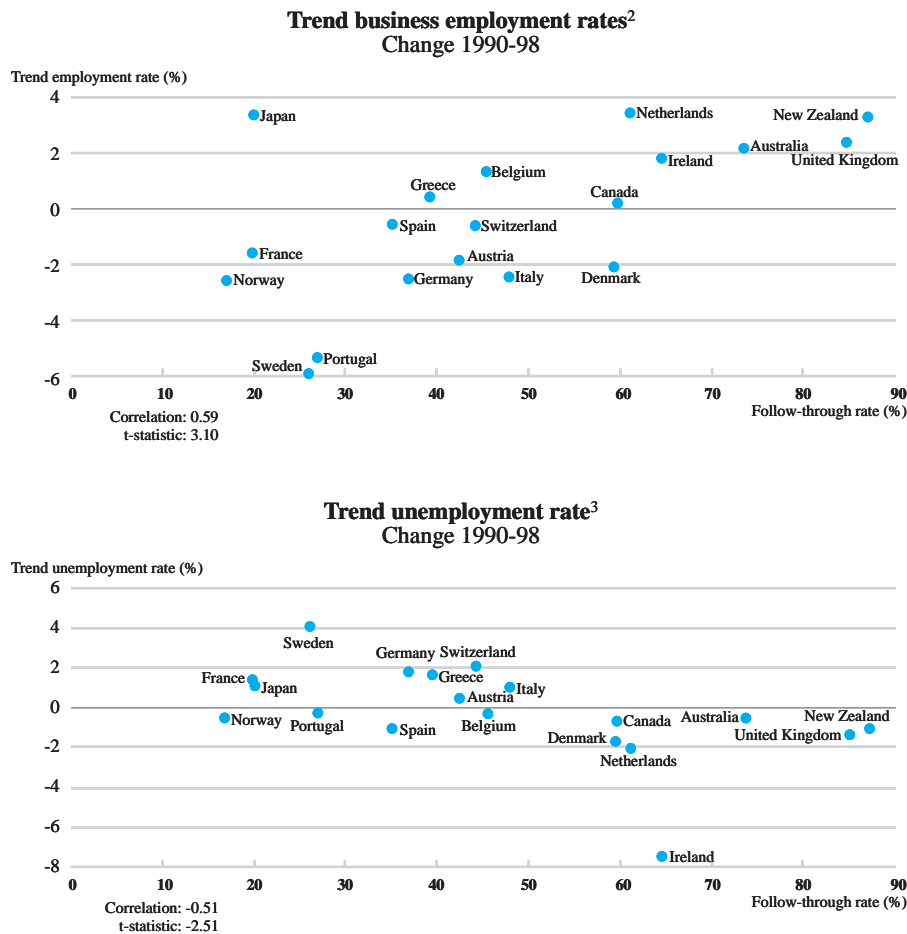 Trend business employment rates²
Change 1990-98
Trend employment rate (%)
4
2
0
-2
-4
-6
Japan
Netherlands
New Zealand
Australia
United Kingdom
Ireland
Belgium
Greece
Canada
Spain
Switzerland
France
Austria
Norway
Germany
Italy
Denmark
Portugal
Sweden
0 10 20 30 40 50 60 70 80 90
Follow-through rate (%)
Correlation: 0.59
t-statistic: 3.10
Trend unemployment rate³
Change 1990-98
Trend unemployment rate (%)
6
4
2
0
-2
-4
-6
-8
Sweden
Germany Switzerland
France
Greece
Japan
Italy
Austria
Norway
Portugal
Spain
Belgium
Canada
Australia
New Zealand
United Kingdom
Denmark
Netherlands
Ireland
0 10 20 30 40 50 60 70 80 90
Follow-through rate (%)
Correlation: -0.51
t-statistic: -2.51